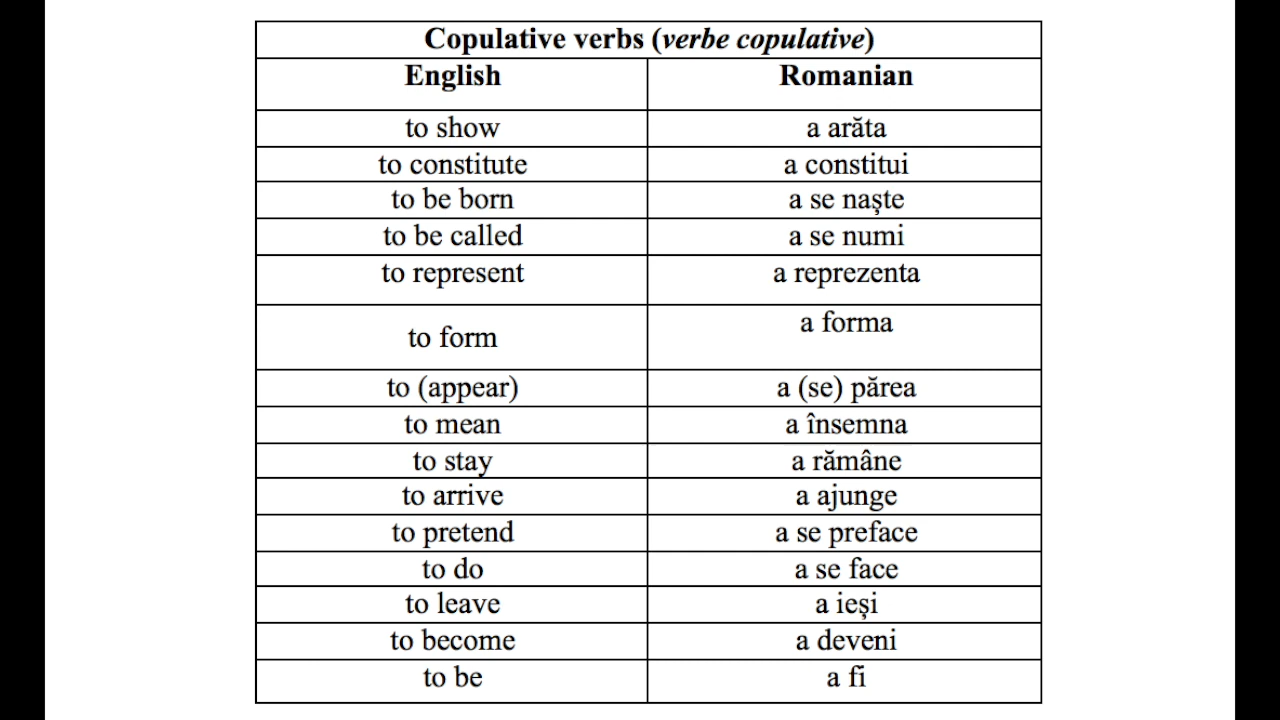 Copulative verbs (verbe copulative)
English Romanian
to show a arăta
to constitute a constitui
to be born a se naște
to be called a se numi
to represent a reprezenta
to form a forma
to (appear) a (se) părea
to mean a însemna
to stay a rămâne
to arrive a ajunge
to pretend a se preface
to do a se face
to leave a ieși
to become a deveni
to be a fi